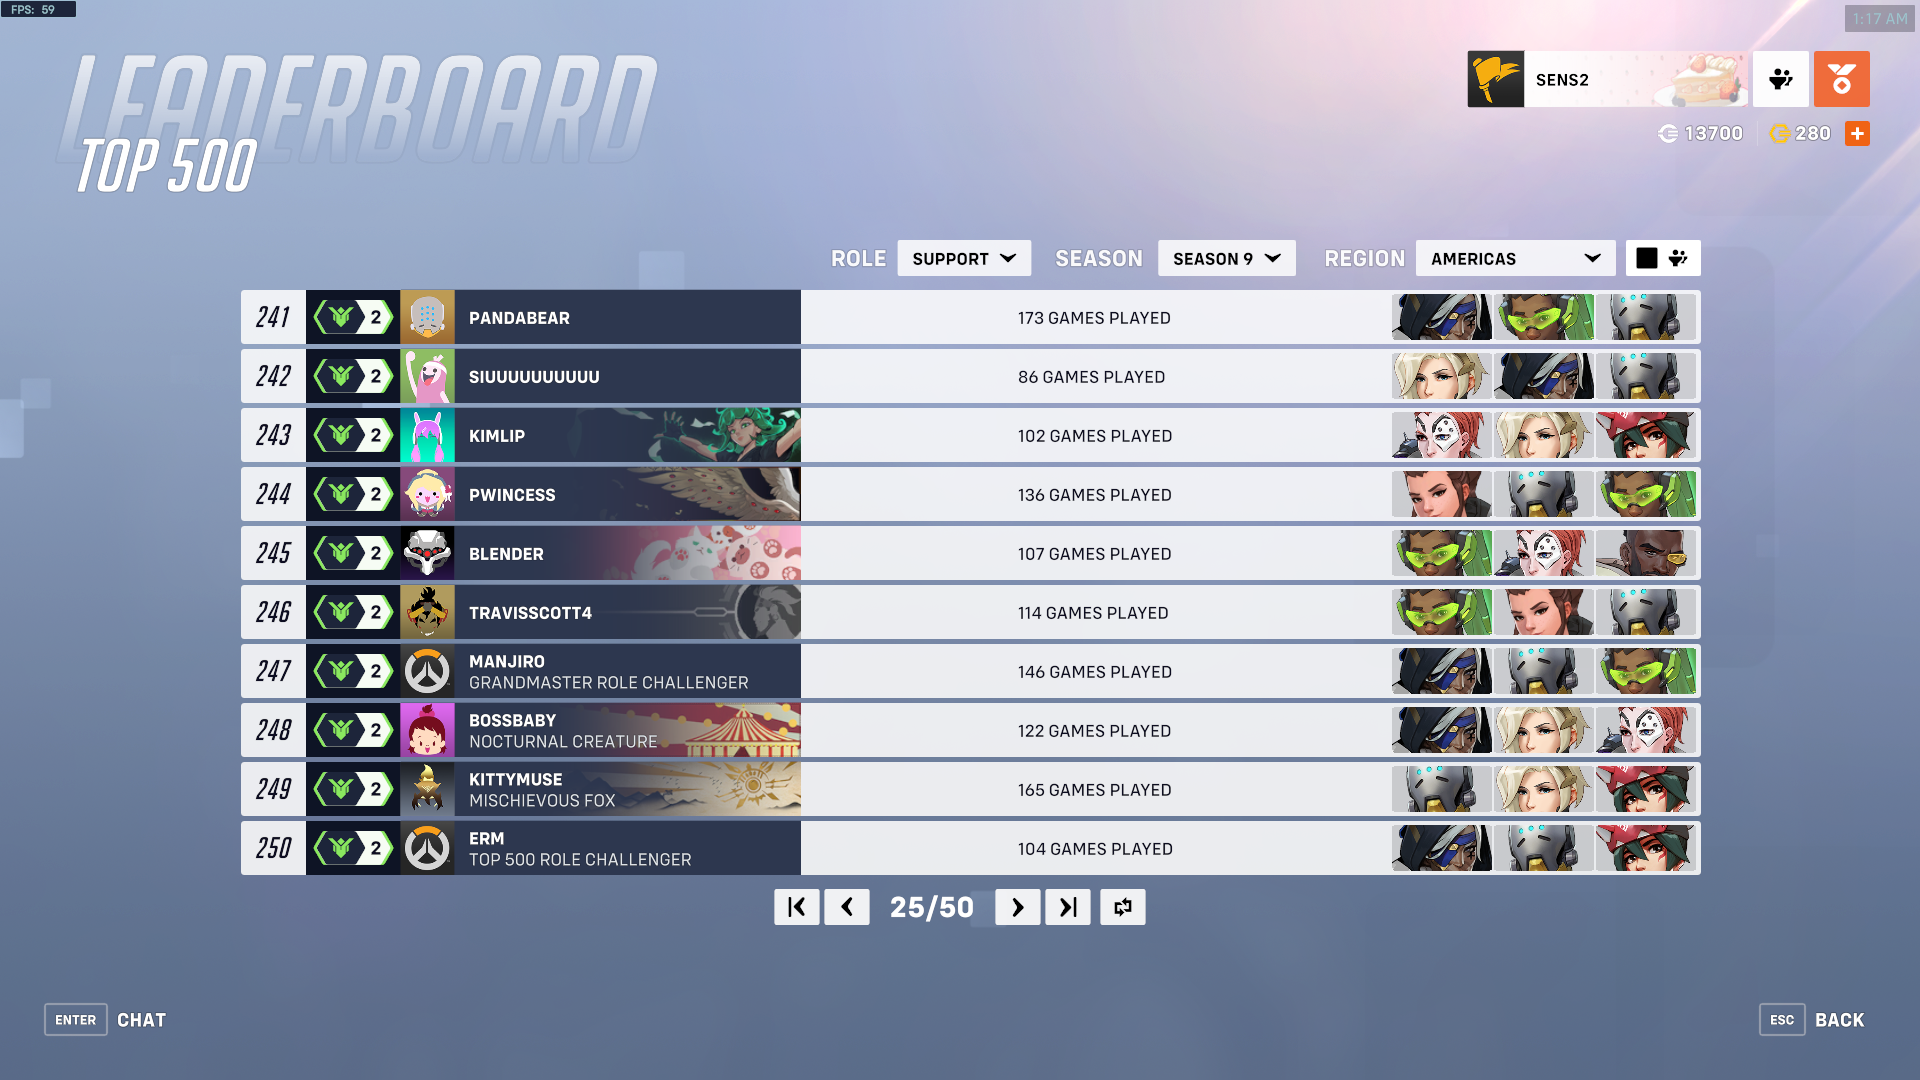 FPS: 59
1:17 AM
LEADERBOARD
TOP 500
SENS2
13700
280
ROLE SUPPORT SEASON SEASON 9 REGION AMERICAS
241 2 PANDABEAR 173 GAMES PLAYED
242 2 SIUUUUUUUUUU 86 GAMES PLAYED
243 2 KIMLIP 102 GAMES PLAYED
244 2 PWINCESS 136 GAMES PLAYED
245 2 BLENDER 107 GAMES PLAYED
246 2 TRAVISSCOTT4 114 GAMES PLAYED
247 2 MANJIRO 146 GAMES PLAYED
GRANDMASTER ROLE CHALLENGER
248 2 BOSSBABY 122 GAMES PLAYED
NOCTURNAL CREATURE
249 2 KITTYMUSE 165 GAMES PLAYED
MISCHIEVOUS FOX
250 2 ERM 104 GAMES PLAYED
TOP 500 ROLE CHALLENGER
25/50
ENTER CHAT
ESC BACK